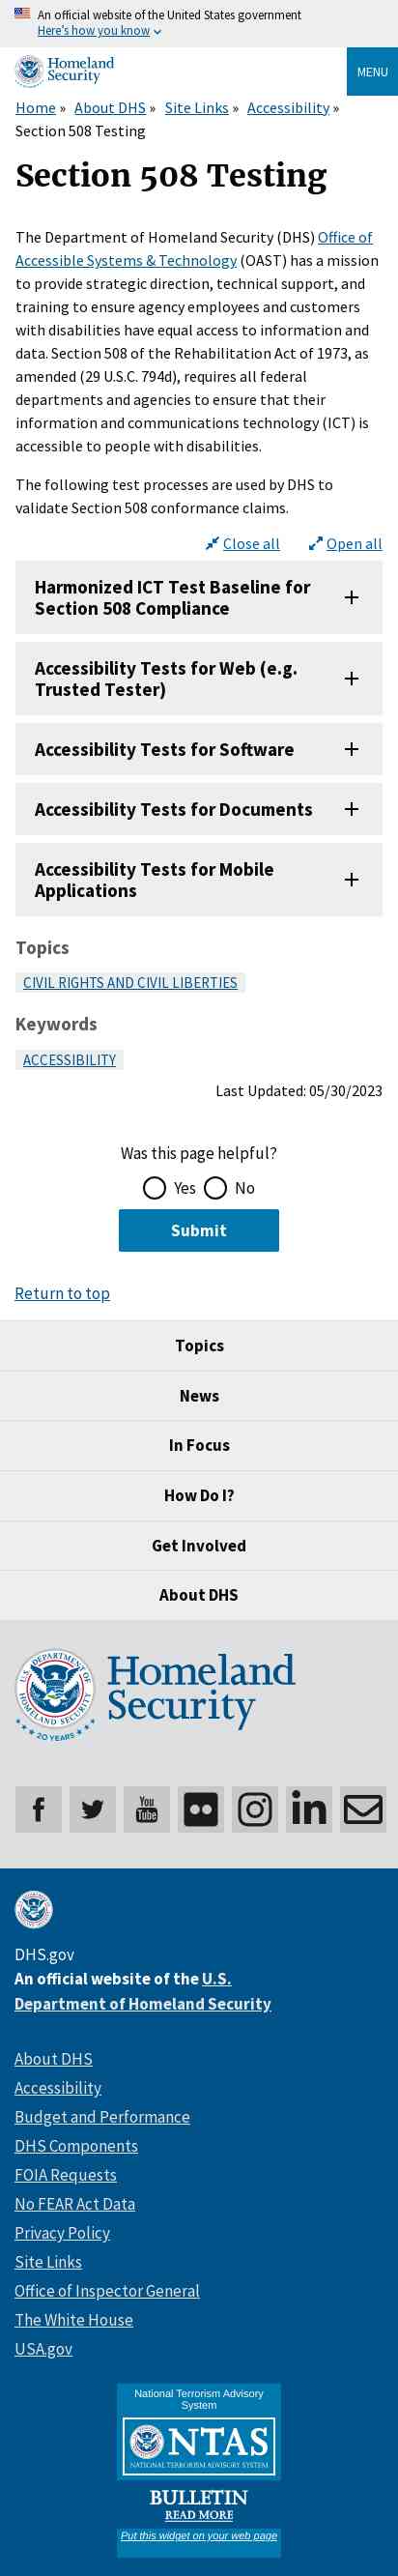 An official website of the United States government
Here's how you know
Homeland
Security
MENU
Home » About DHS » Site Links » Accessibility »
Section 508 Testing
Section 508 Testing
The Department of Homeland Security (DHS) Office of
Accessible Systems & Technology (OAST) has a mission
to provide strategic direction, technical support, and
training to ensure agency employees and customers
with disabilities have equal access to information and
data. Section 508 of the Rehabilitation Act of 1973, as
amended (29 U.S.C. 794d), requires all federal
departments and agencies to ensure that their
information and communications technology (ICT) is
accessible to people with disabilities.
The following test processes are used by DHS to
validate Section 508 conformance claims.
Close all Open all
Harmonized ICT Test Baseline for
Section 508 Compliance
Accessibility Tests for Web (e.g.
Trusted Tester)
Accessibility Tests for Software
Accessibility Tests for Documents
Accessibility Tests for Mobile
Applications
Topics
CIVIL RIGHTS AND CIVIL LIBERTIES
Keywords
ACCESSIBILITY
Last Updated: 05/30/2023
Was this page helpful?
Yes No
Submit
Return to top
Topics
News
In Focus
How Do I?
Get Involved
About DHS
U.S. DEPARTMENT OF
HOMELAND SECURITY
20 YEARS
Homeland
Security
You
Tube
DHS.gov
An official website of the U.S.
Department of Homeland Security
About DHS
Accessibility
Budget and Performance
DHS Components
FOIA Requests
No FEAR Act Data
Privacy Policy
Site Links
Office of Inspector General
The White House
USA.gov
National Terrorism Advisory
System
NTAS
NATIONAL TERRORISM ADVISORY SYSTEM
BULLETIN
READ MORE
Put this widget on your web page